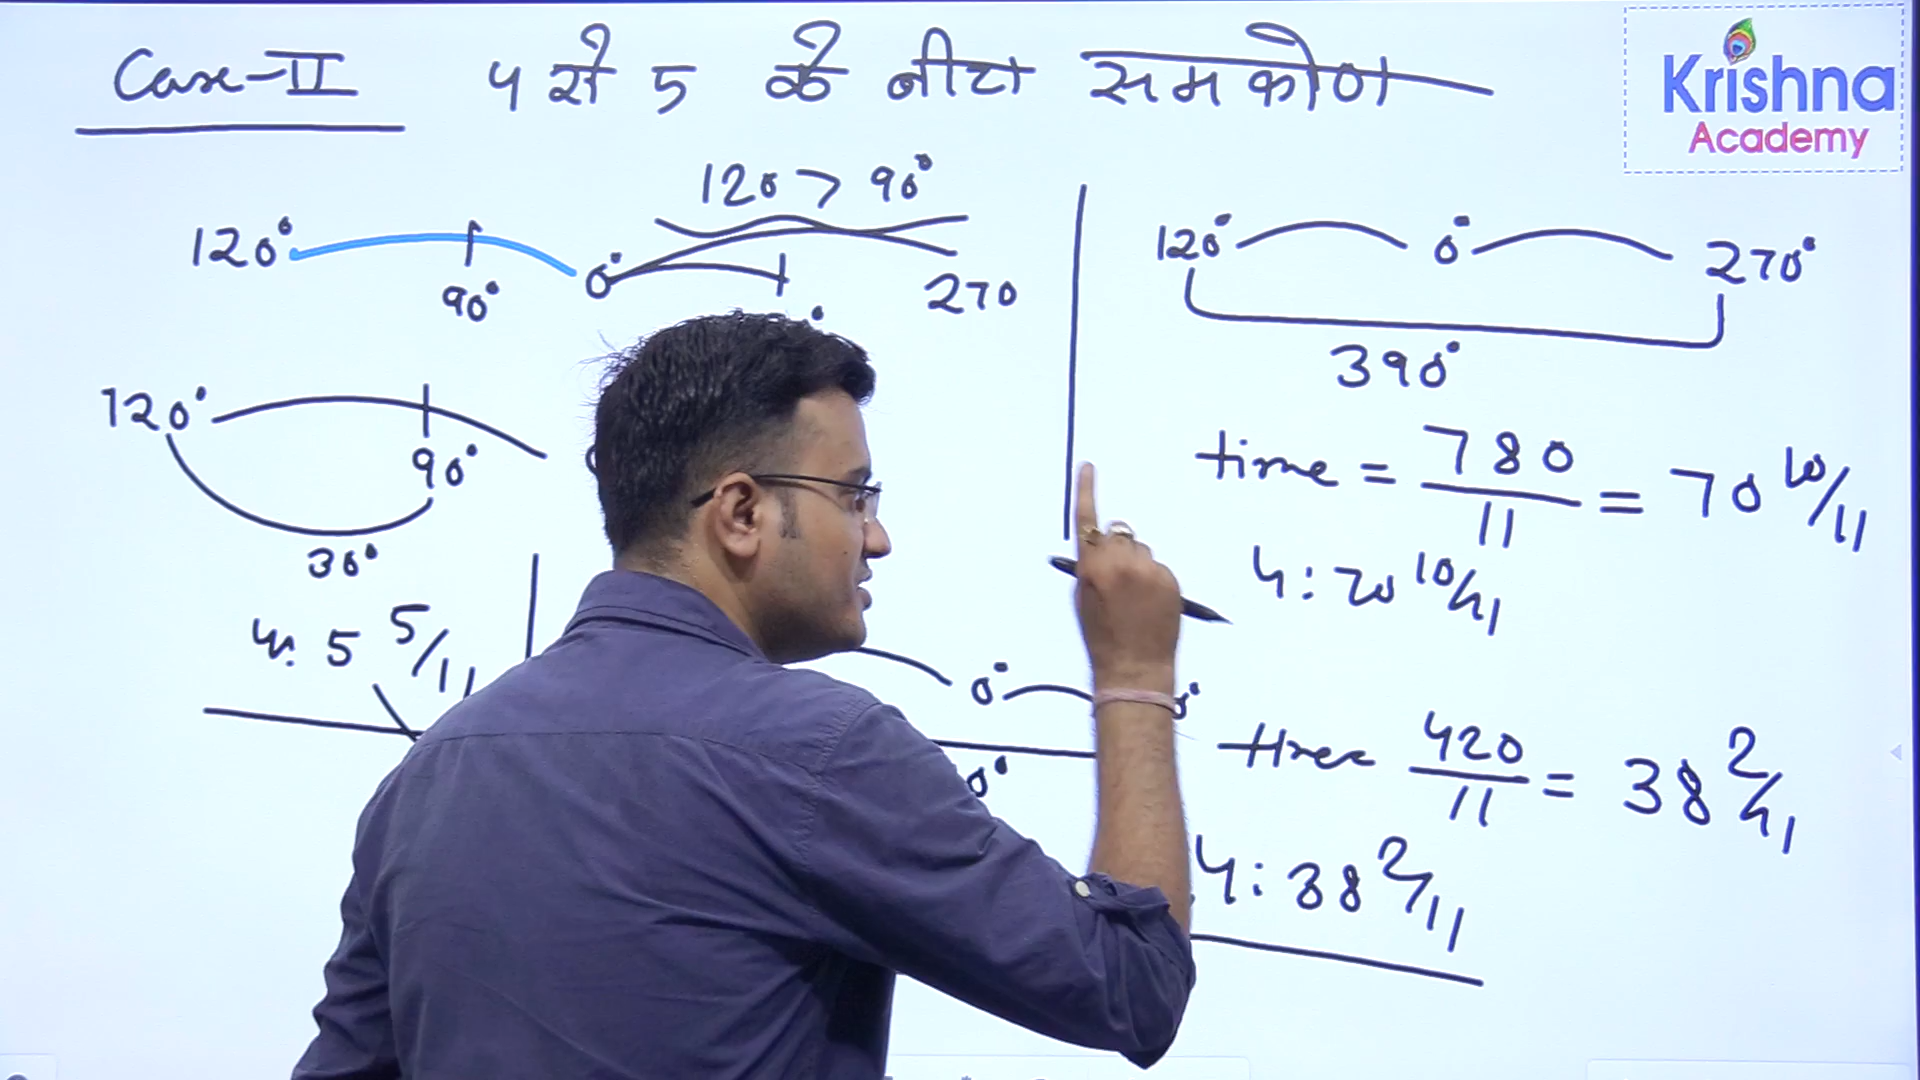 Case-II 4 से 5 के बीच समकोण
Krishna
Academy
120 > 90°
120° 90° 0° 270
120° 90°
30°
4: 5 5/11
0°
120° 0° 270°
390°
time = 780/11 = 70 10/11
4: 70 10/11
time 420/11 = 38 2/11
4: 38 2/11